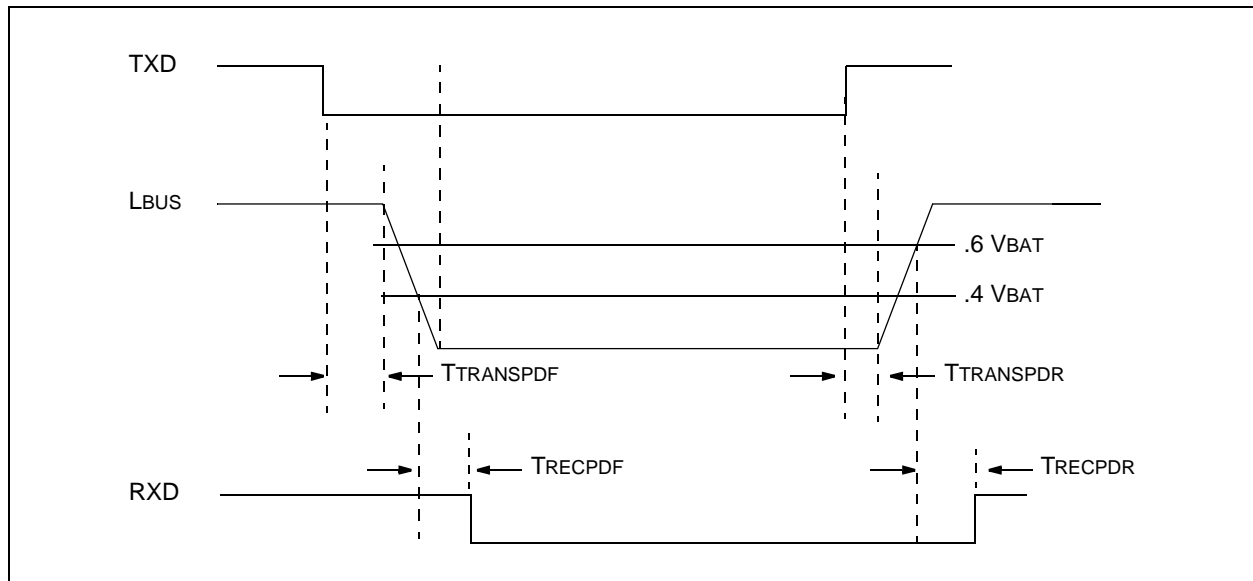 TXD
LBUS
.6 VBAT
.4 VBAT
TTRANSPDF
TTRANSPDR
TRECPDF
TRECPDR
RXD